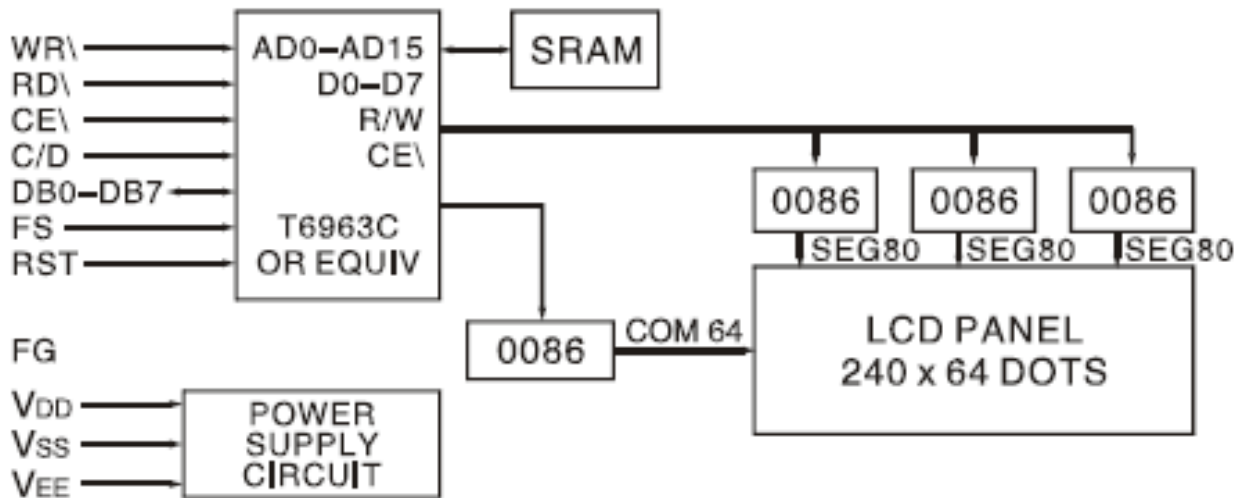 WR\
RD\
CE\
C/D
DB0–DB7
FS
RST
FG
VDD
VSS
VEE
AD0–AD15
D0–D7
R/W
CE\
T6963C
OR EQUIV
SRAM
0086
0086
0086
SEG80
SEG80
SEG80
0086
COM 64
LCD PANEL
240 x 64 DOTS
POWER
SUPPLY
CIRCUIT